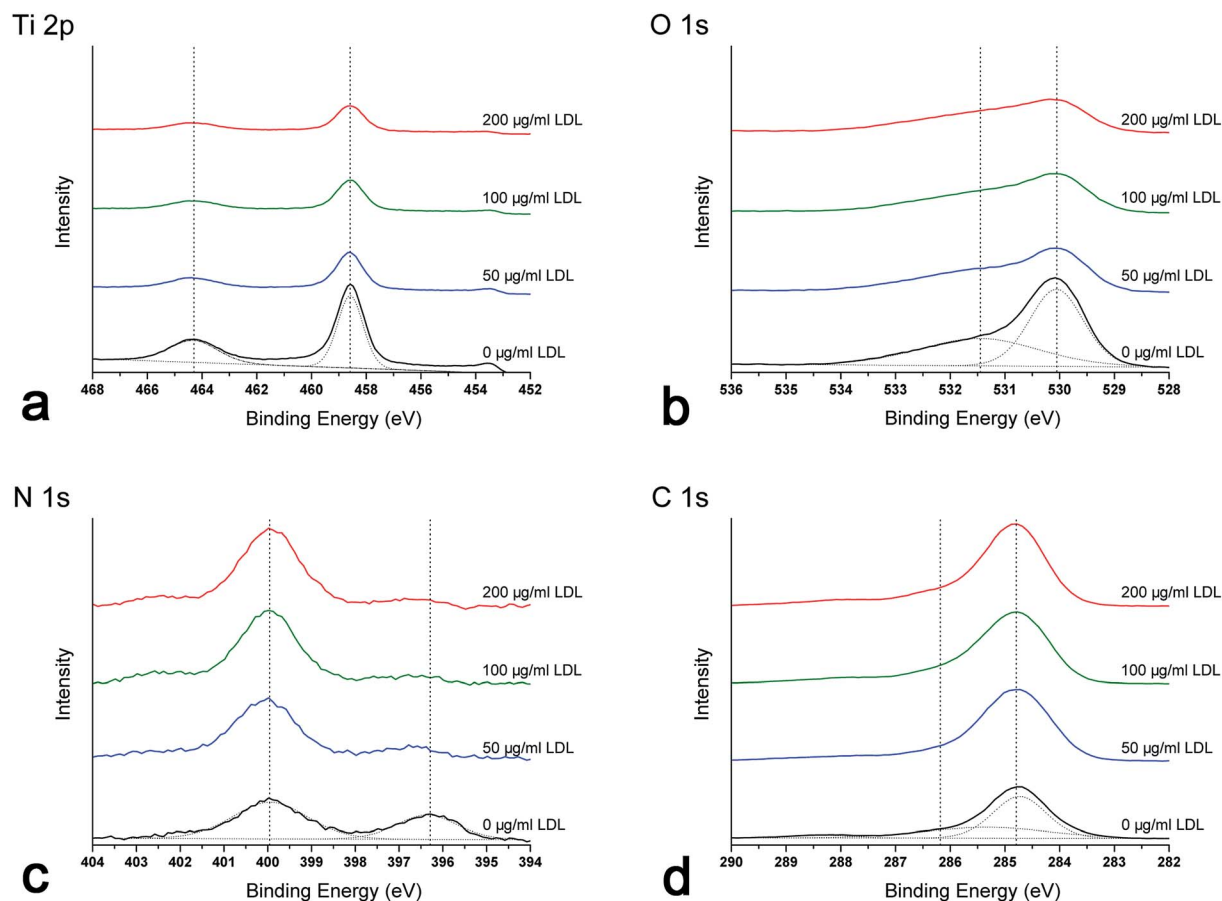 Ti 2p
Intensity
200 µg/ml LDL
100 µg/ml LDL
50 µg/ml LDL
0 µg/ml LDL
468 466 464 462 460 458 456 455 454 452
Binding Energy (eV)
a
O 1s
Intensity
200 µg/ml LDL
100 µg/ml LDL
50 µg/ml LDL
0 µg/ml LDL
536 535 533 532 531 530 529 528
Binding Energy (eV)
b
N 1s
Intensity
200 µg/ml LDL
100 µg/ml LDL
50 µg/ml LDL
0 µg/ml LDL
404 403 402 401 400 399 398 396 395 394
Binding Energy (eV)
c
C 1s
Intensity
200 µg/ml LDL
100 µg/ml LDL
50 µg/ml LDL
0 µg/ml LDL
290 289 288 287 286 285 284 283 282
Binding Energy (eV)
d